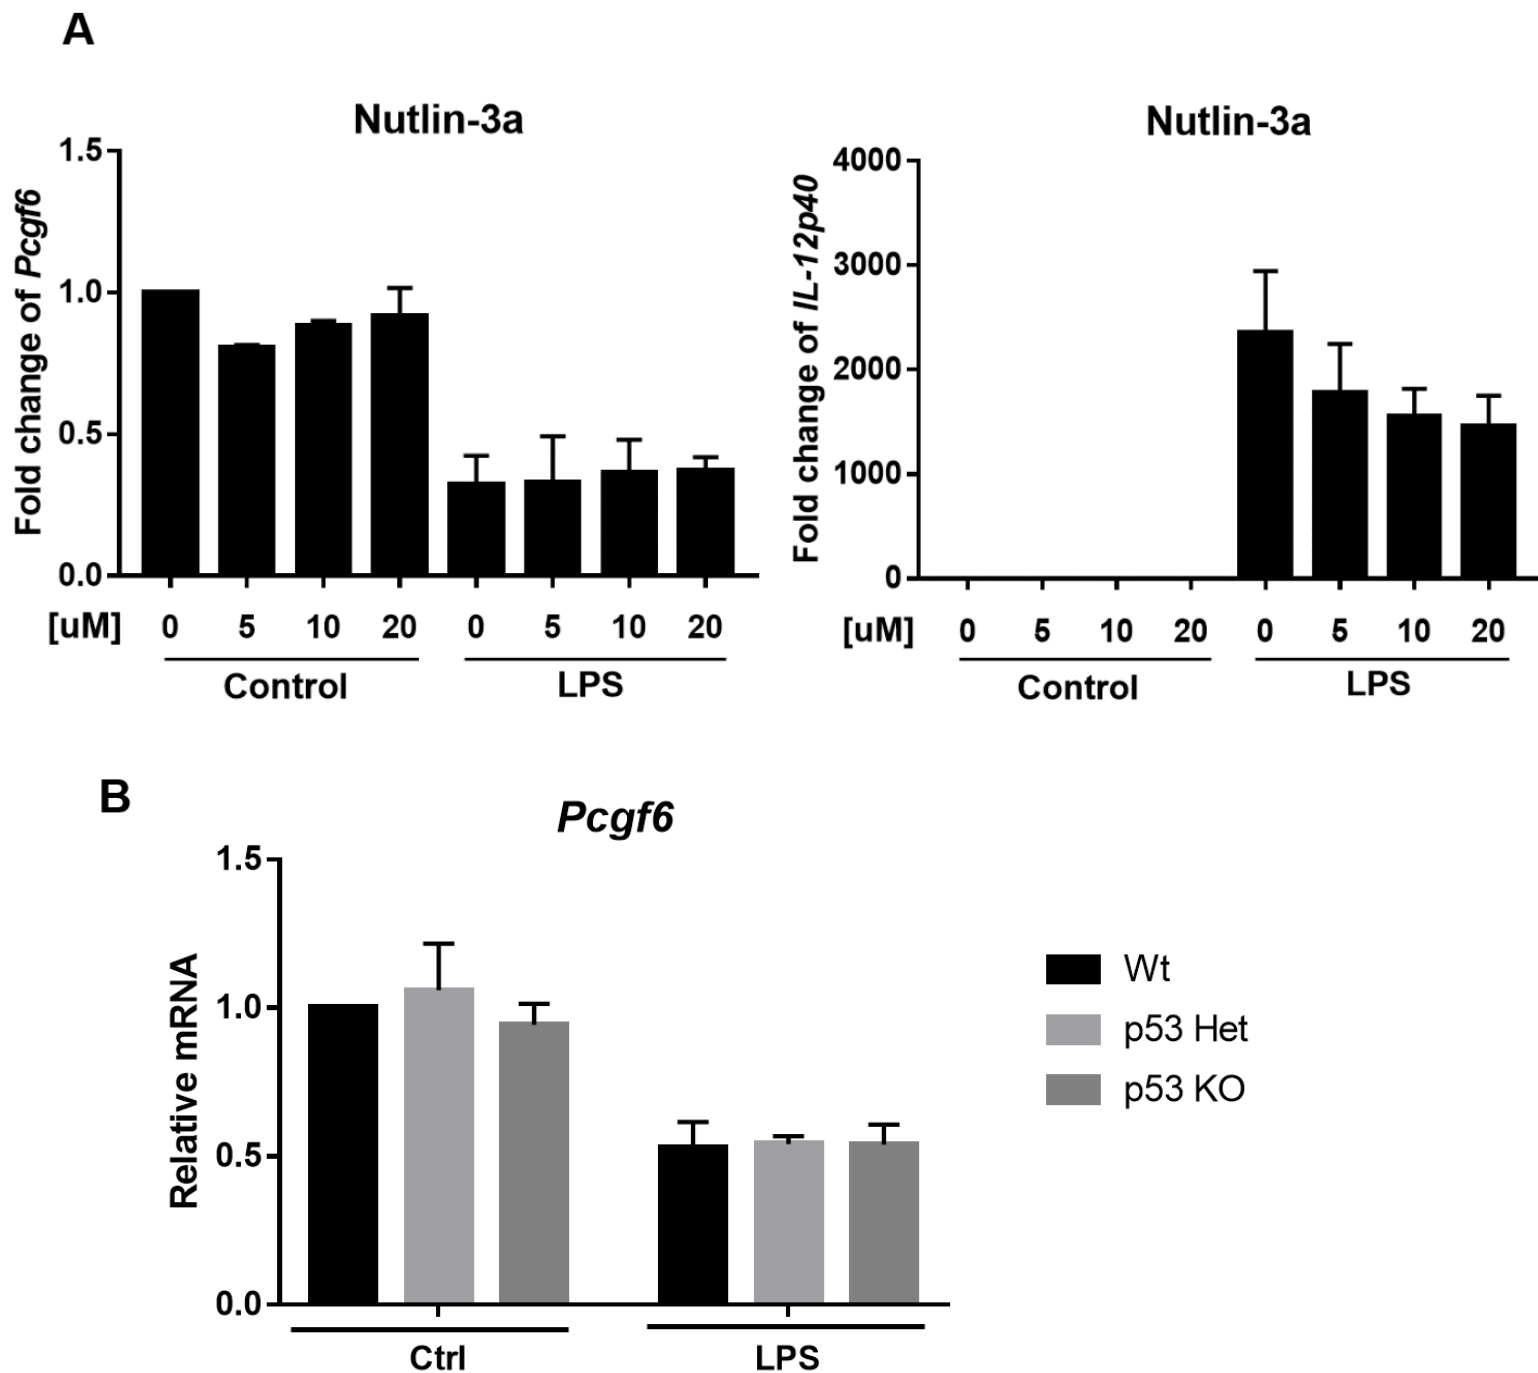 A
Nutlin-3a
Fold change of Pcgf6
1.5
1.0
0.5
0.0
[uM] 0 5 10 20 0 5 10 20
Control LPS
Nutlin-3a
Fold change of IL-12p40
4000
3000
2000
1000
0
[uM] 0 5 10 20 0 5 10 20
Control LPS
B
Pcgf6
Relative mRNA
1.5
1.0
0.5
0.0
Ctrl LPS
Wt
p53 Het
p53 KO